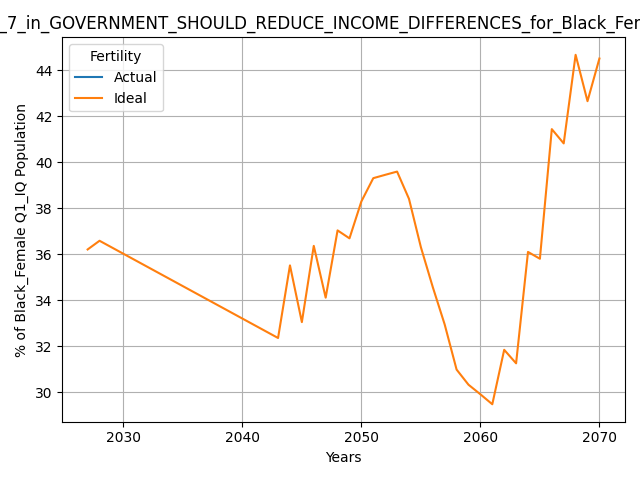 _7_in_GOVERNMENT_SHOULD_REDUCE_INCOME_DIFFERENCES_for_Black_Fer
Fertility
Actual
Ideal
44
42
40
38
36
34
32
30
% of Black_Female Q1_IQ Population
2030 2040 2050 2060 2070
Years